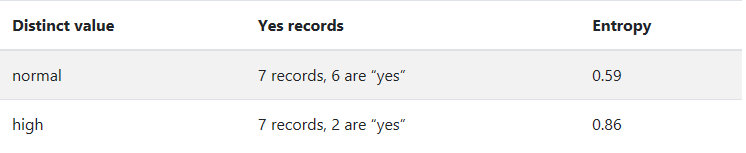 Distinct value Yes records Entropy
normal 7 records, 6 are “yes” 0.59
high 7 records, 2 are “yes” 0.86